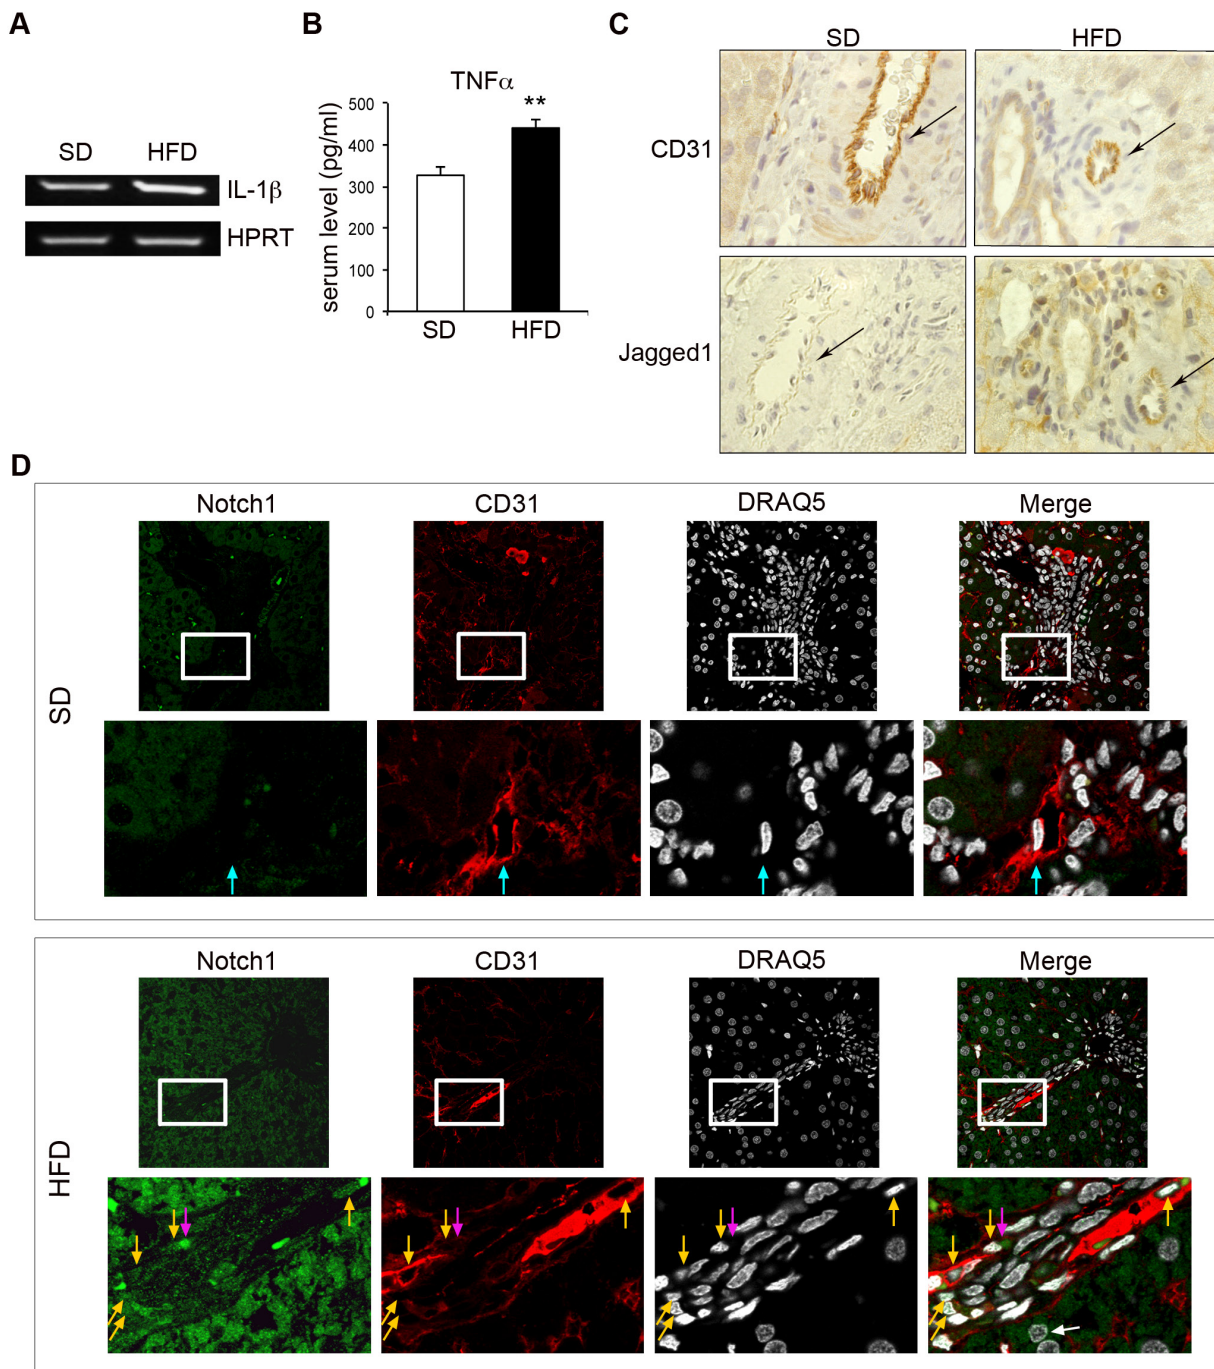 A
SD HFD
IL-1β
HPRT
B
TNFα
**
serum level (pg/ml)
500
400
300
200
100
0
SD HFD
C
SD HFD
CD31
Jagged1
D
SD
Notch1 CD31 DRAQ5 Merge
HFD
Notch1 CD31 DRAQ5 Merge